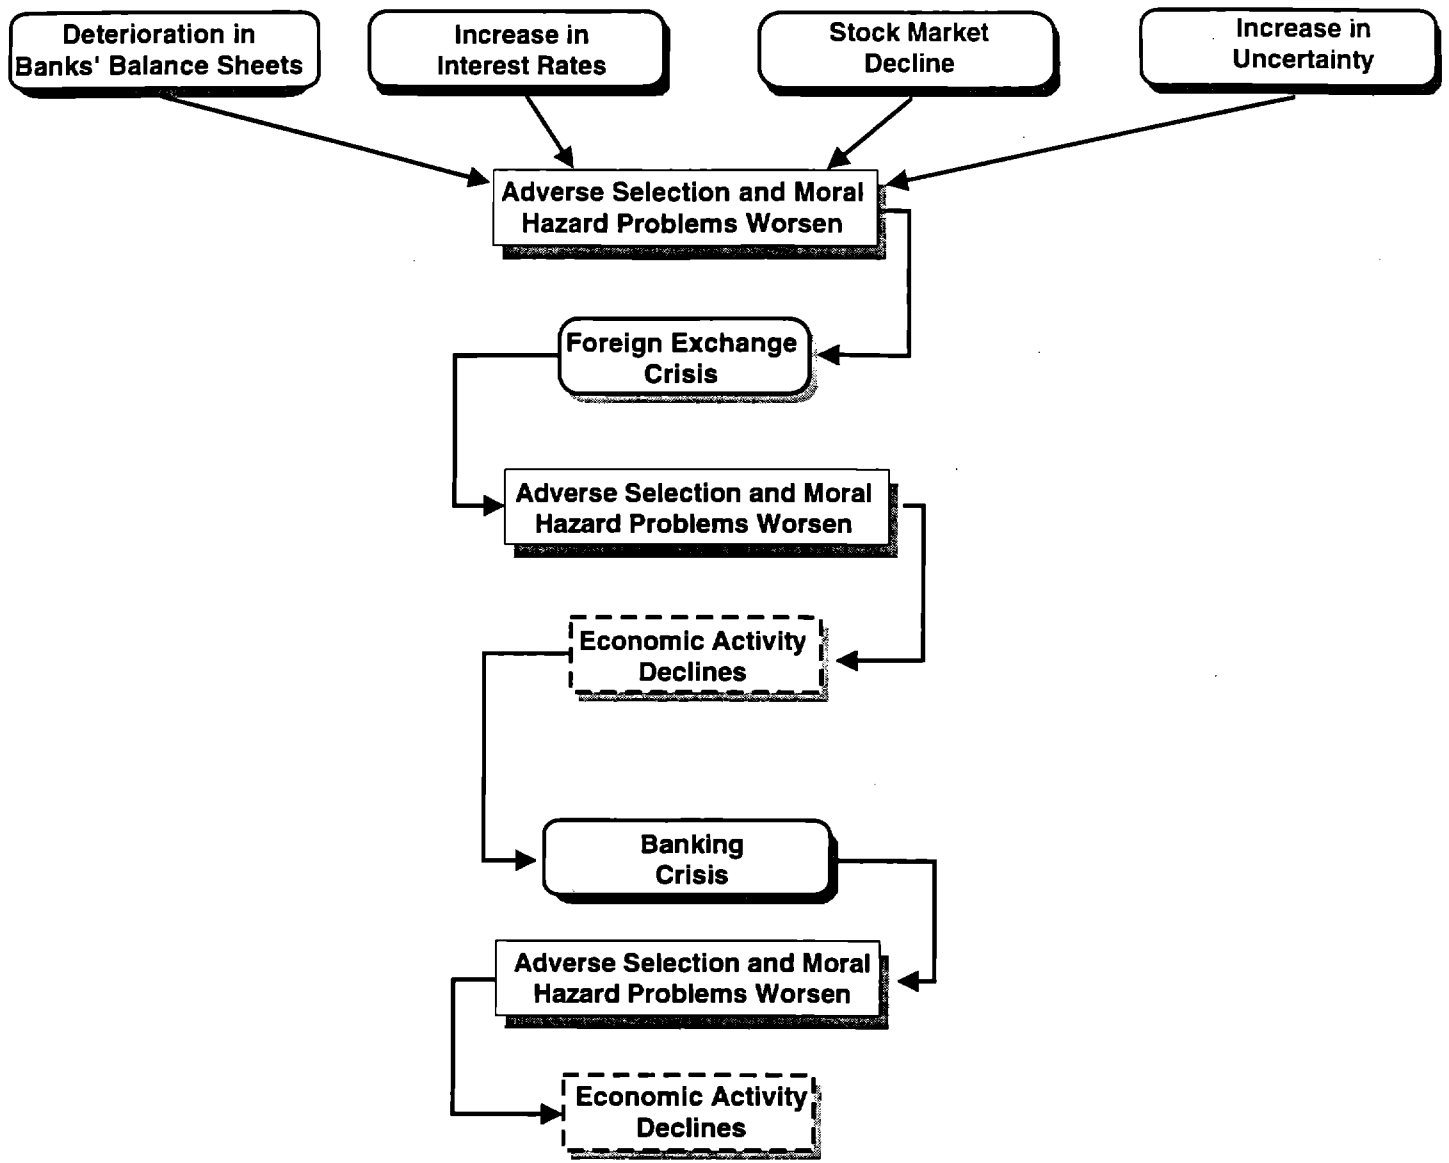 Deterioration in
Banks' Balance Sheets
Increase in
Interest Rates
Stock Market
Decline
Increase in
Uncertainty
Adverse Selection and Moral
Hazard Problems Worsen
Foreign Exchange
Crisis
Adverse Selection and Moral
Hazard Problems Worsen
Economic Activity
Declines
Banking
Crisis
Adverse Selection and Moral
Hazard Problems Worsen
Economic Activity
Declines